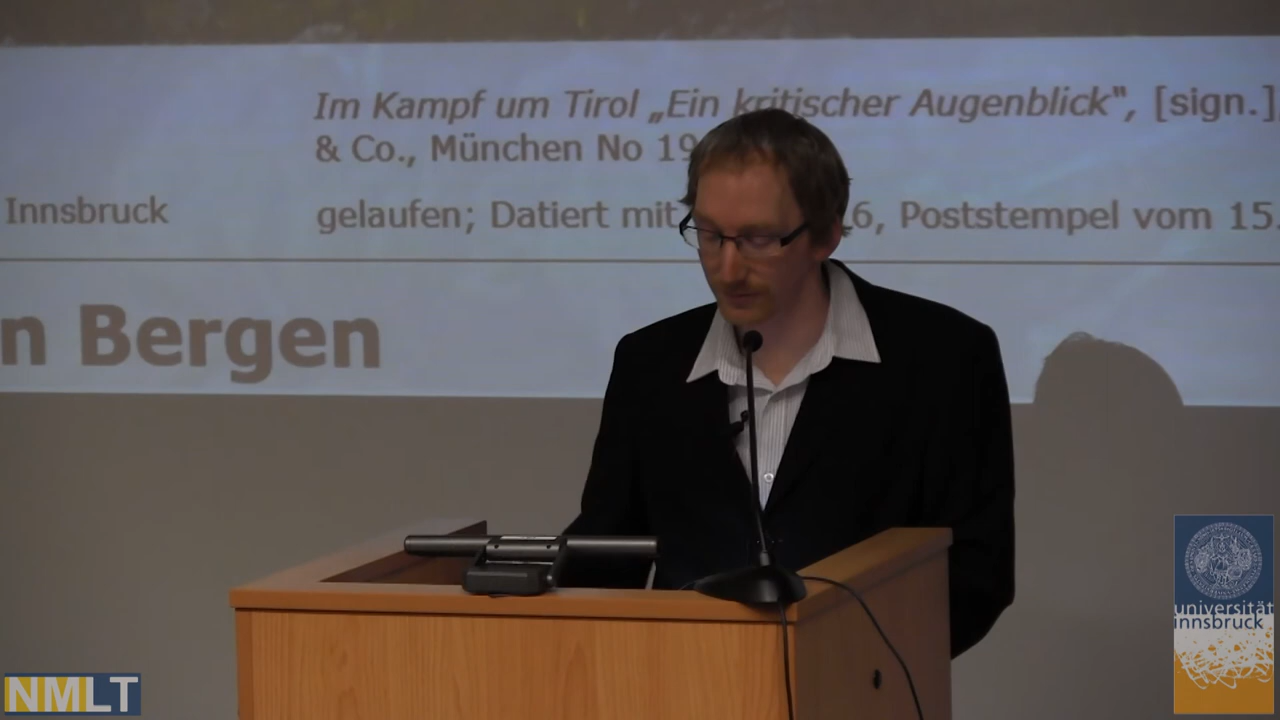 Im Kampf um Tirol „Ein kritischer Augenblick“, [sign.]
& Co., München No 19
Innsbruck
gelaufen; Datiert mit 6, Poststempel vom 15.
n Bergen
universität
innsbruck
NMLT